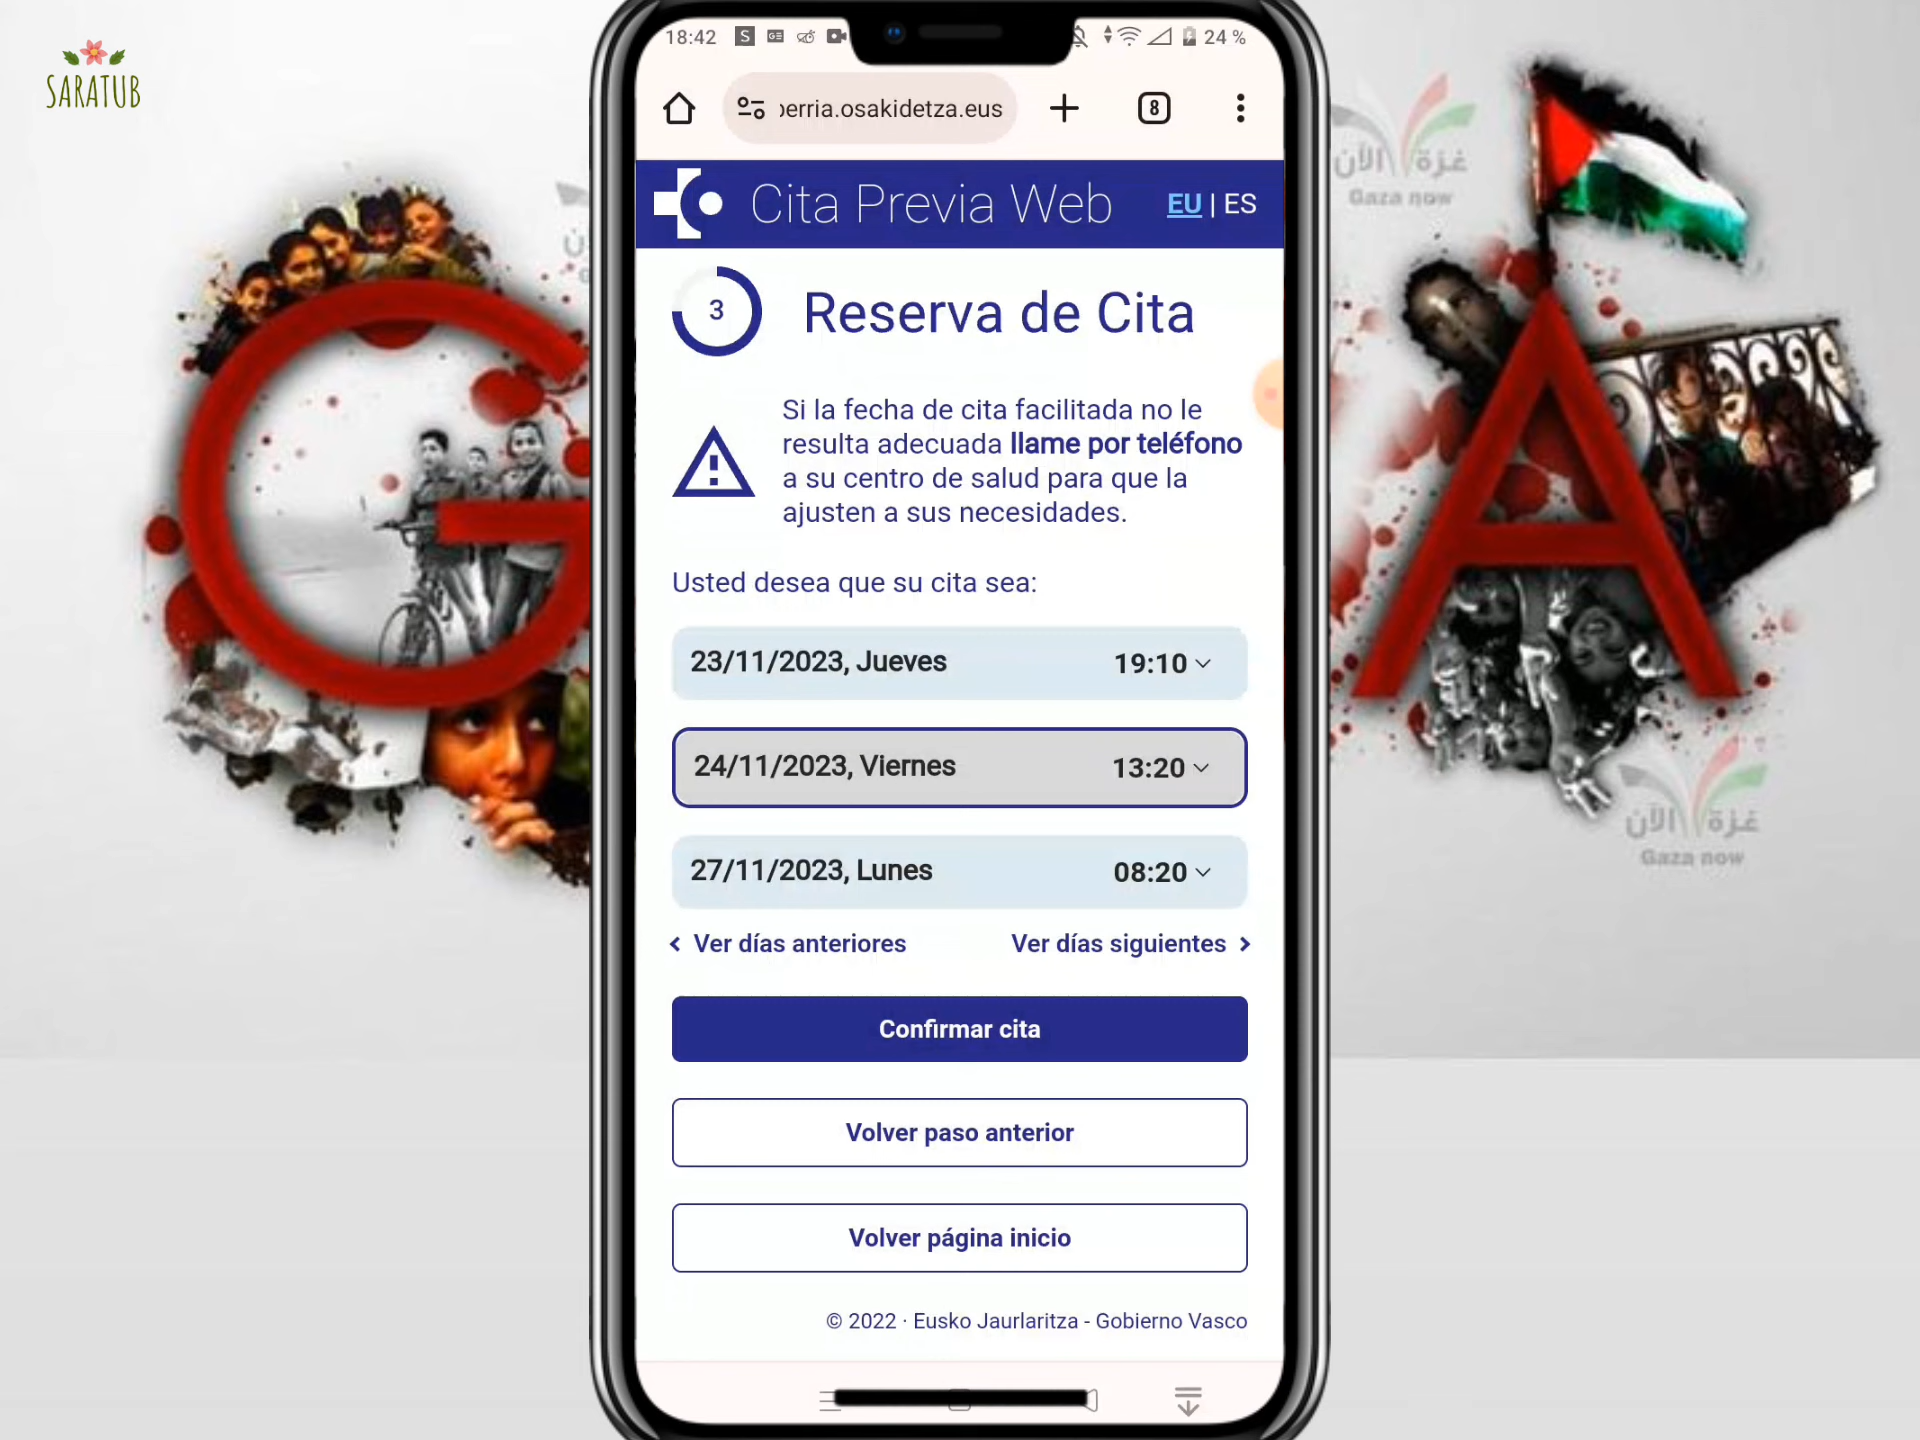 SARATUB
18:42
24 %
berria.osakidetza.eus
8
Cita Previa Web
EU | ES
3
Reserva de Cita
Si la fecha de cita facilitada no le
resulta adecuada llame por teléfono
a su centro de salud para que la
ajusten a sus necesidades.
Usted desea que su cita sea:
23/11/2023, Jueves 19:10
24/11/2023, Viernes 13:20
27/11/2023, Lunes 08:20
Ver días anteriores Ver días siguientes
Confirmar cita
Volver paso anterior
Volver página inicio
© 2022 · Eusko Jaurlaritza - Gobierno Vasco
G
A
غزة الآن
Gaza now
غزة الآن
Gaza now